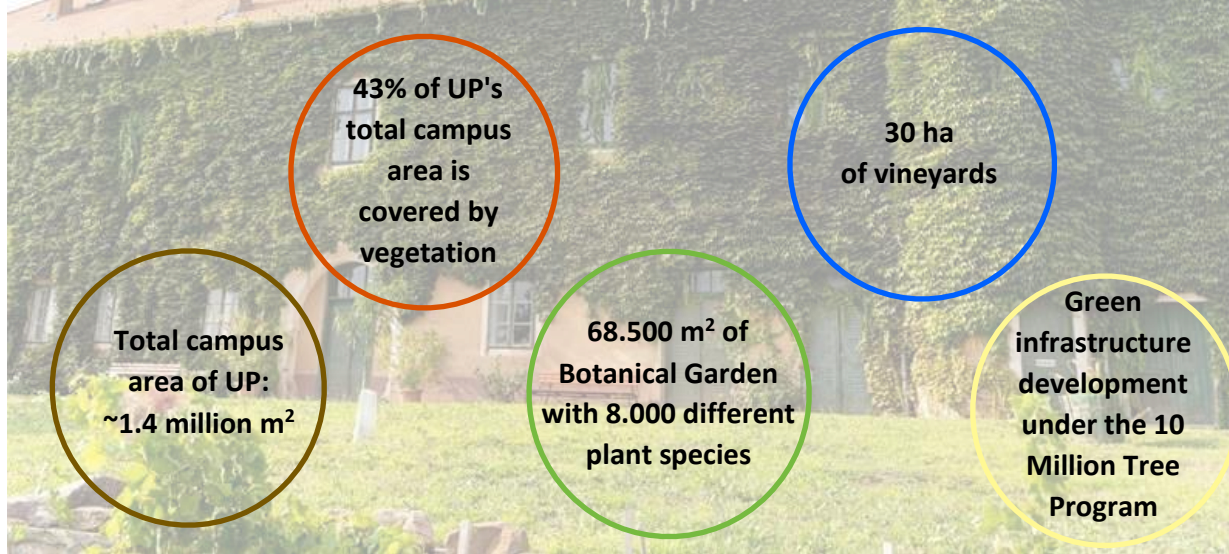 43% of UP's
total campus
area is
covered by
vegetation
30 ha
of vineyards
Total campus
area of UP:
~1.4 million m²
68.500 m² of
Botanical Garden
with 8.000 different
plant species
Green
infrastructure
development
under the 10
Million Tree
Program